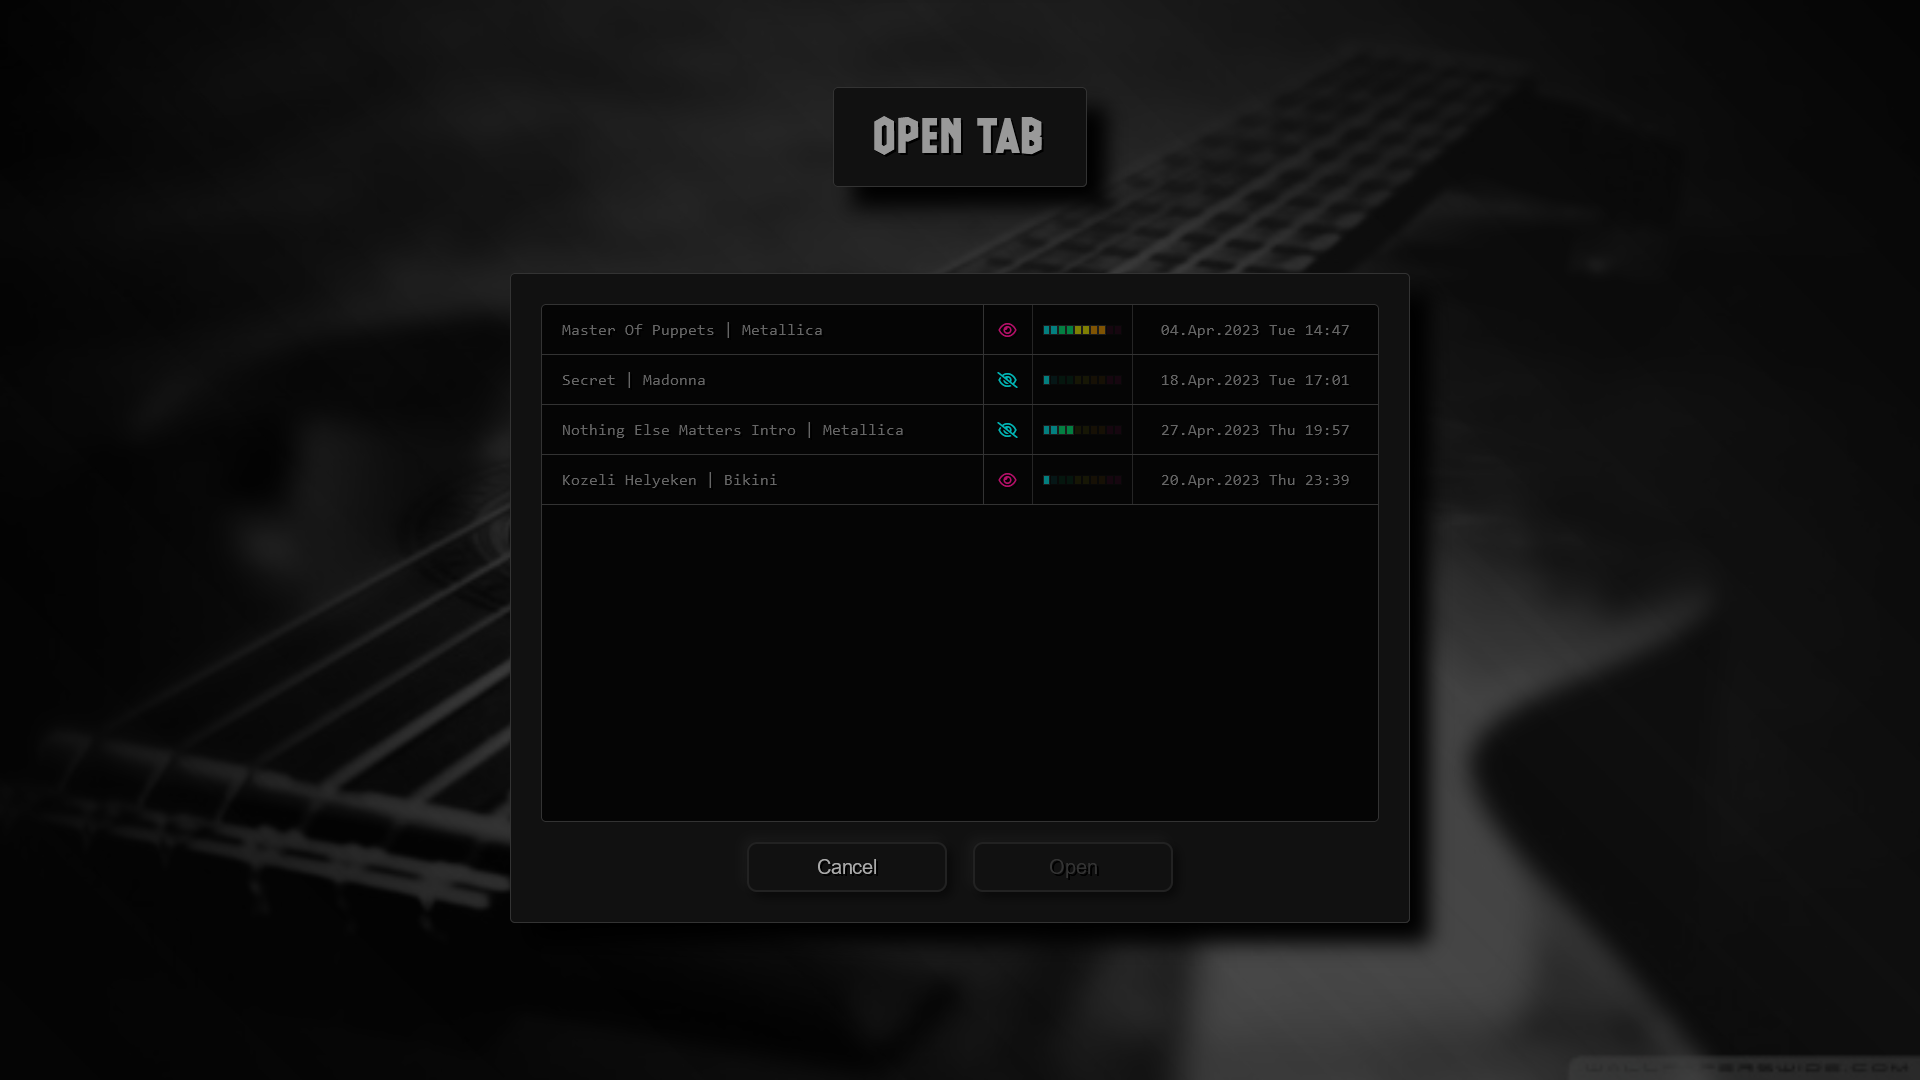 OPEN TAB
Master Of Puppets | Metallica 04.Apr.2023 Tue 14:47
Secret | Madonna 18.Apr.2023 Tue 17:01
Nothing Else Matters Intro | Metallica 27.Apr.2023 Thu 19:57
Kozeli Helyeken | Bikini 20.Apr.2023 Thu 23:39
Cancel Open